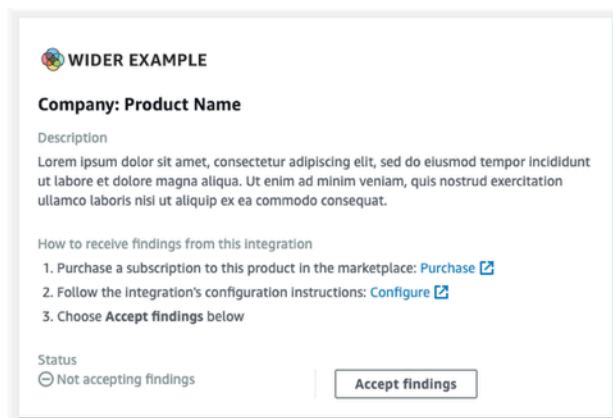 WIDER EXAMPLE
Company: Product Name
Description
Lorem ipsum dolor sit amet, consectetur adipiscing elit, sed do eiusmod tempor incididunt
ut labore et dolore magna aliqua. Ut enim ad minim veniam, quis nostrud exercitation
ullamco laboris nisi ut aliquip ex ea commodo consequat.
How to receive findings from this integration
1. Purchase a subscription to this product in the marketplace: Purchase
2. Follow the integration's configuration instructions: Configure
3. Choose Accept findings below
Status
Not accepting findings
Accept findings